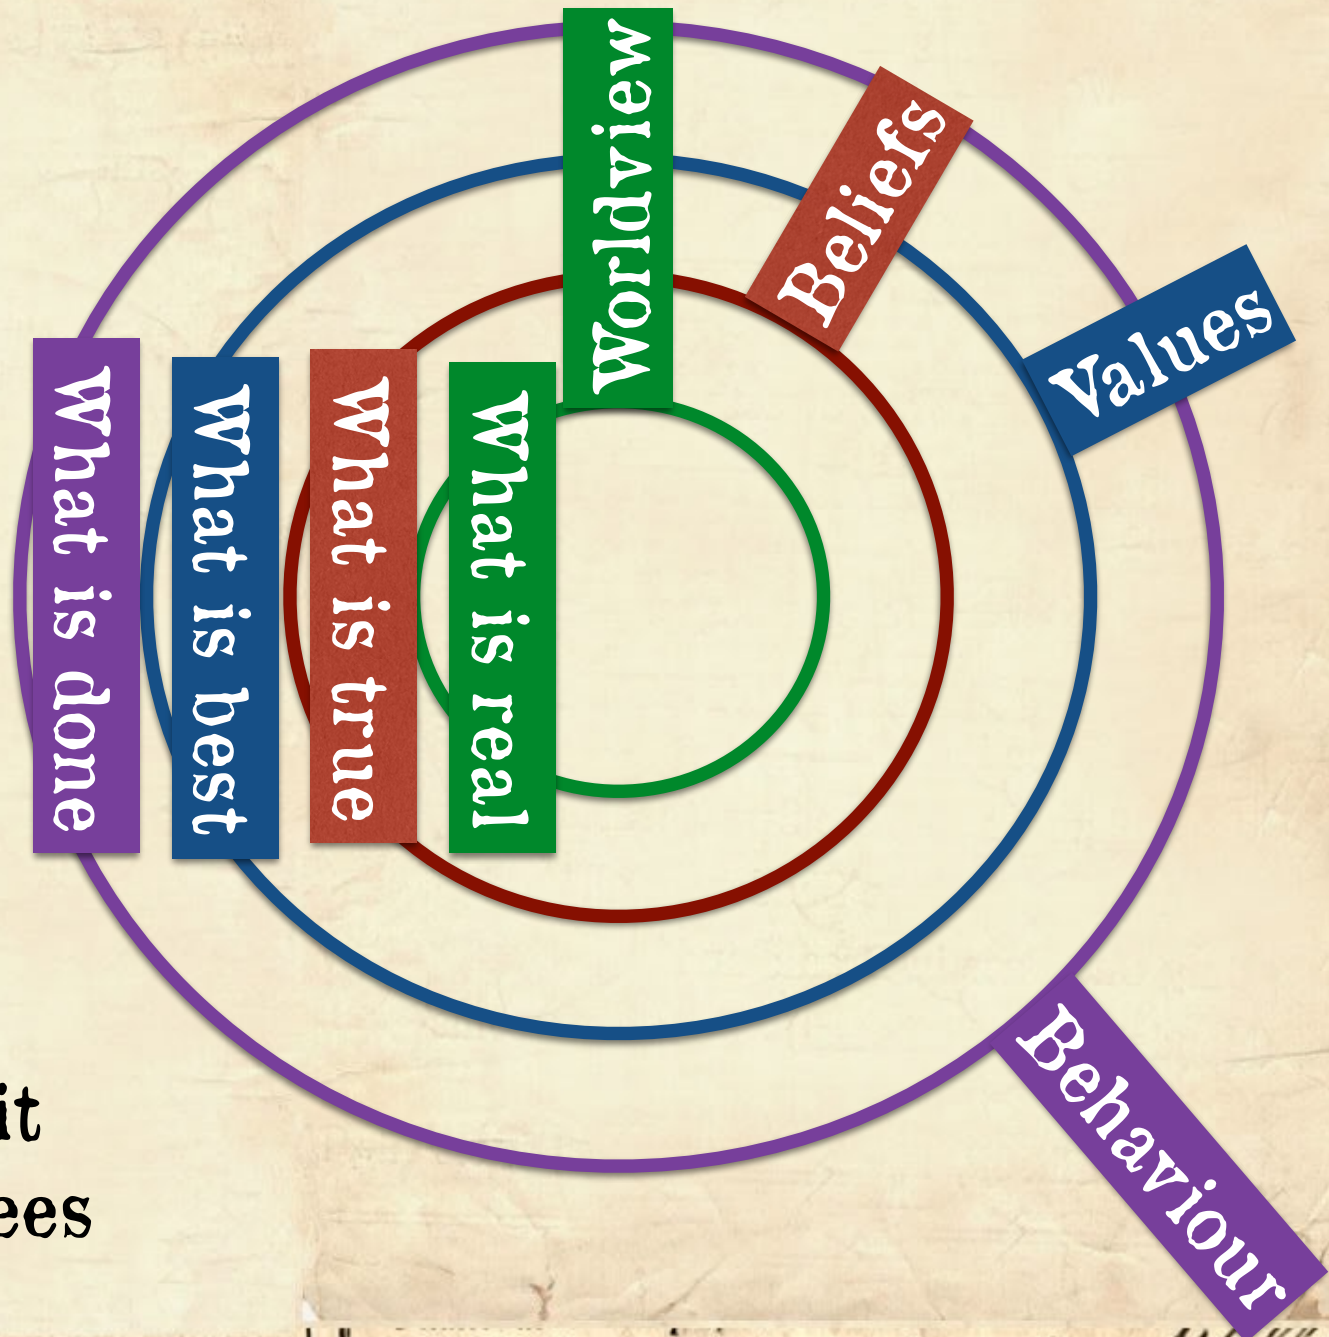 Worldview
Beliefs
Values
What is done
What is best
What is true
What is real
Behaviour
it
ees